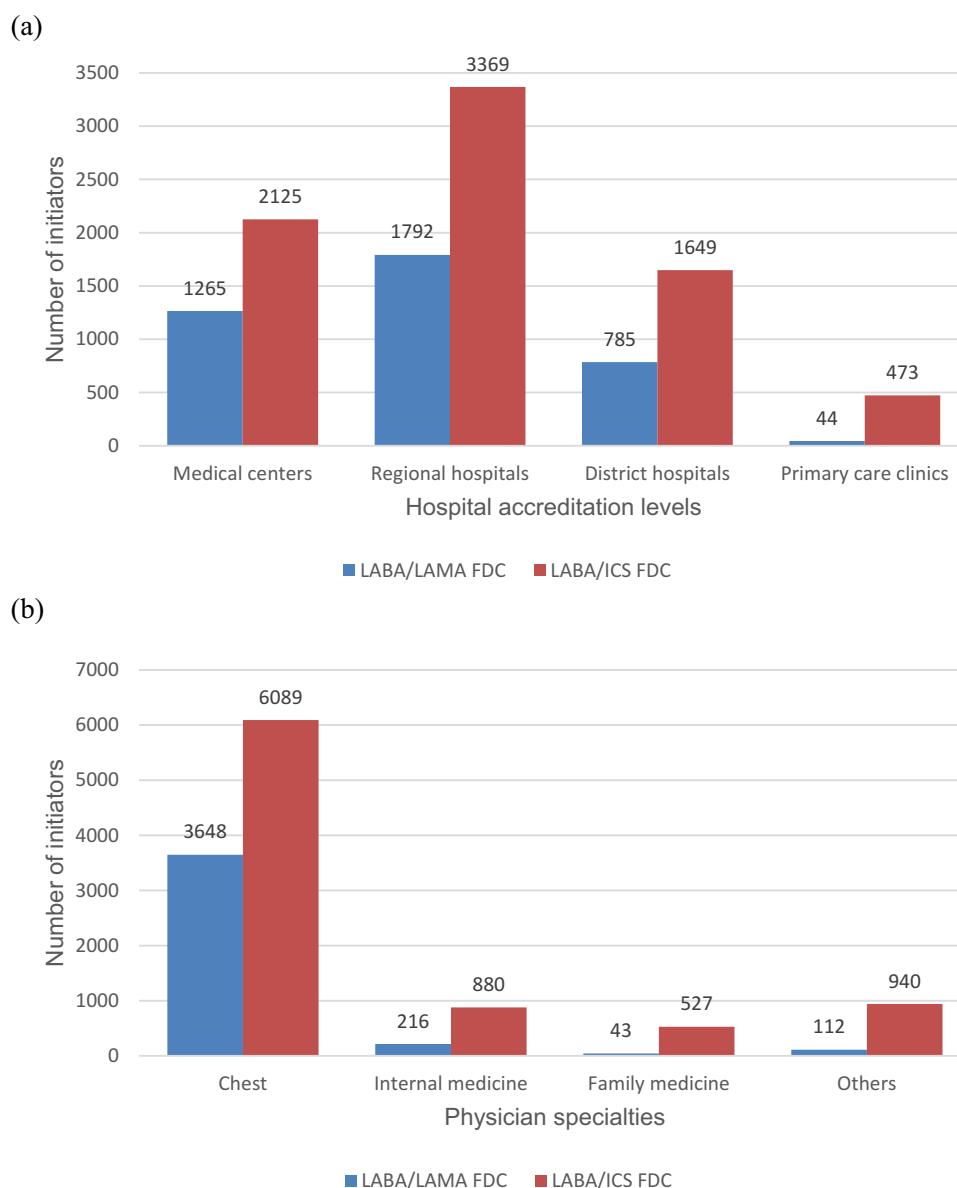 (a)
3500
3000
2500
2000
1500
1000
500
0
Number of initiators
1265
2125
1792
3369
785
1649
44
473
Medical centers
Regional hospitals
District hospitals
Primary care clinics
Hospital accreditation levels
LABA/LAMA FDC
LABA/ICS FDC
(b)
7000
6000
5000
4000
3000
2000
1000
0
Number of initiators
3648
6089
216
880
43
527
112
940
Chest
Internal medicine
Family medicine
Others
Physician specialties
LABA/LAMA FDC
LABA/ICS FDC